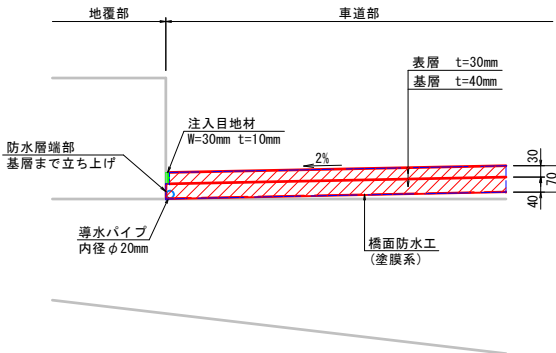 地覆部
車道部
表層 t=30mm
基層 t=40mm
注入目地材
W=30mm t=10mm
防水層端部
基層まで立ち上げ
2%
30
70
40
導水パイプ
内径φ20mm
橋面防水工
(塗膜系)